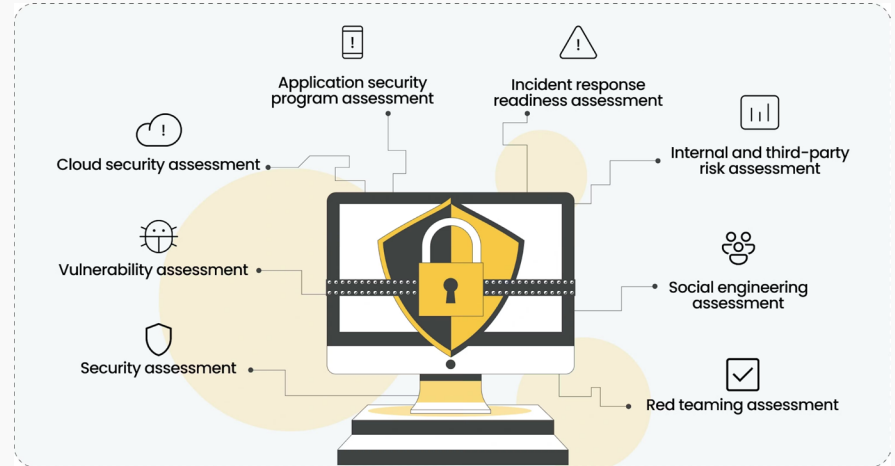 Application security
program assessment
Incident response
readiness assessment
Cloud security assessment
Internal and third-party
risk assessment
Vulnerability assessment
Social engineering
assessment
Security assessment
Red teaming assessment